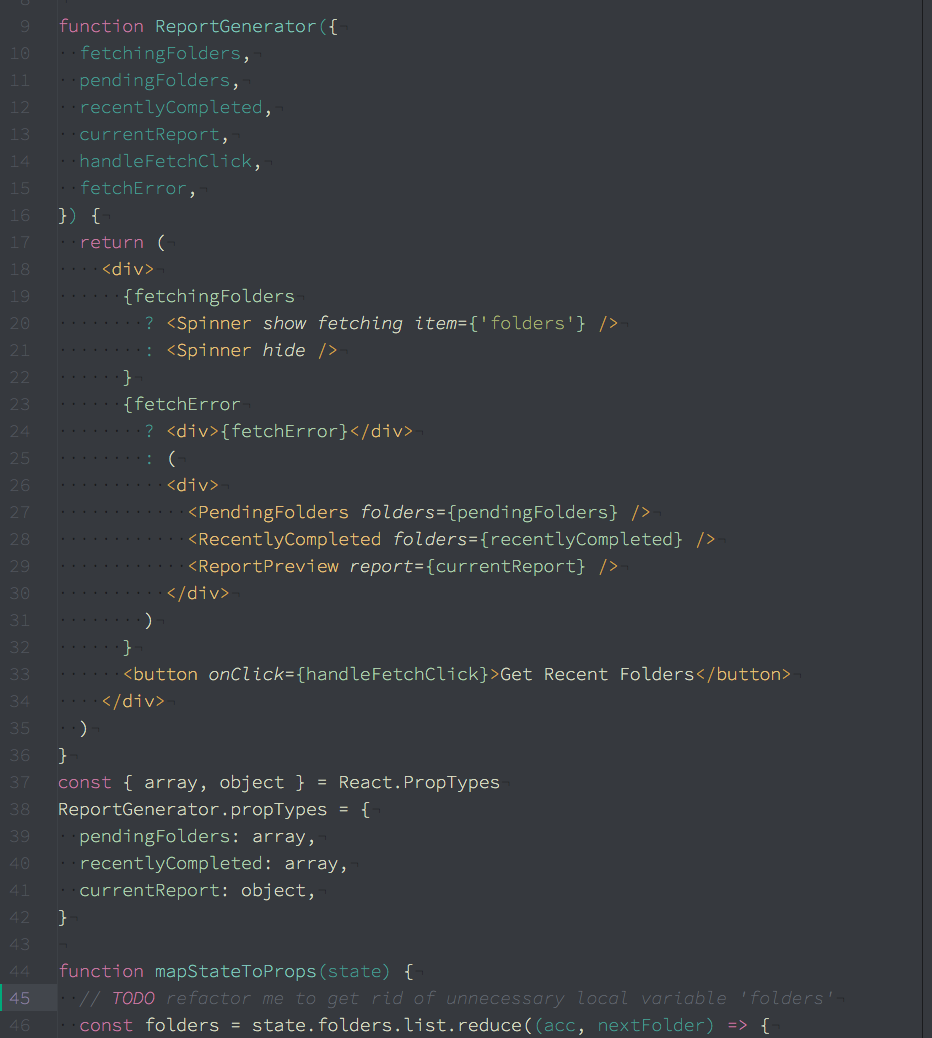 8
9 function ReportGenerator({
10   fetchingFolders,
11   pendingFolders,
12   recentlyCompleted,
13   currentReport,
14   handleFetchClick,
15   fetchError,
16 }) {
17   return (
18     <div>
19       {fetchingFolders
20         ? <Spinner show fetching item={'folders'} />
21         : <Spinner hide />
22       }
23       {fetchError
24         ? <div>{fetchError}</div>
25         : (
26           <div>
27             <PendingFolders folders={pendingFolders} />
28             <RecentlyCompleted folders={recentlyCompleted} />
29             <ReportPreview report={currentReport} />
30           </div>
31         )
32       }
33       <button onClick={handleFetchClick}>Get Recent Folders</button>
34     </div>
35   )
36 }
37 const { array, object } = React.PropTypes
38 ReportGenerator.propTypes = {
39   pendingFolders: array,
40   recentlyCompleted: array,
41   currentReport: object,
42 }
43
44 function mapStateToProps(state) {
45   // TODO refactor me to get rid of unnecessary local variable 'folders'
46   const folders = state.folders.list.reduce((acc, nextFolder) => {